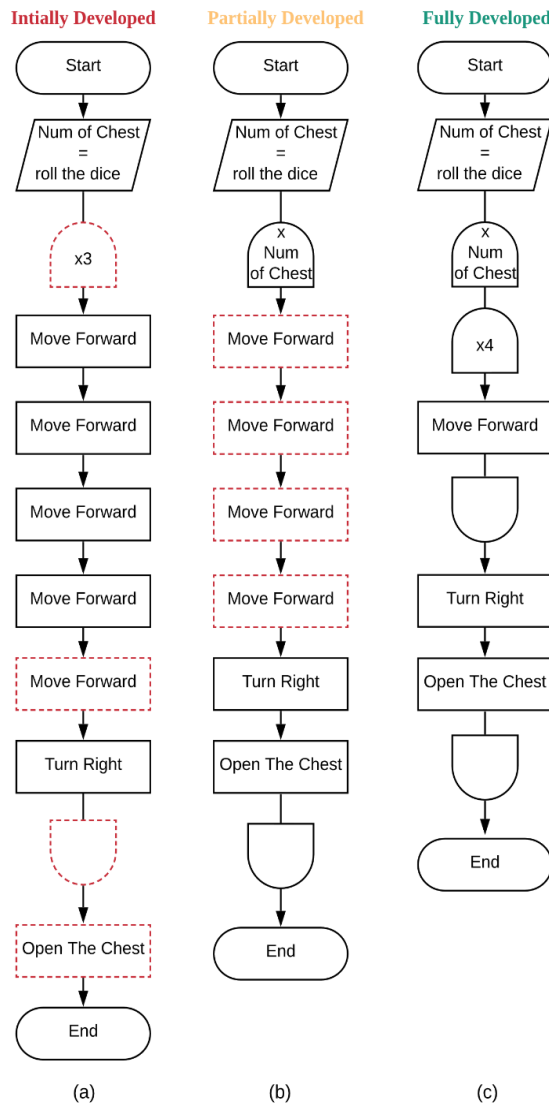 Intially Developed
Start
Num of Chest
=
roll the dice
x3
Move Forward
Move Forward
Move Forward
Move Forward
Move Forward
Turn Right
Open The Chest
End
(a)
Partially Developed
Start
Num of Chest
=
roll the dice
x
Num
of Chest
Move Forward
Move Forward
Move Forward
Move Forward
Turn Right
Open The Chest
End
(b)
Fully Developed
Start
Num of Chest
=
roll the dice
x
Num
of Chest
x4
Move Forward
Turn Right
Open The Chest
End
(c)